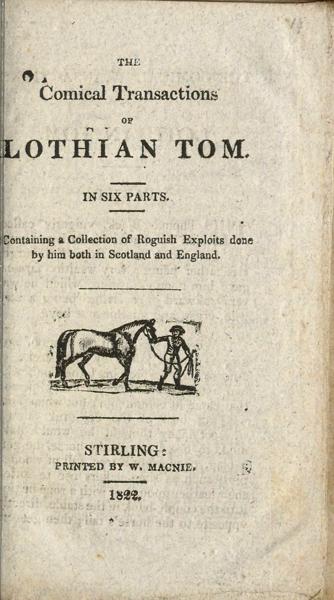 THE
Comical Transactions
OF
LOTHIAN TOM.
IN SIX PARTS.
Containing a Collection of Roguish Exploits done
by him both in Scotland and England.
STIRLING:
PRINTED BY W. MACNIE.
1822.